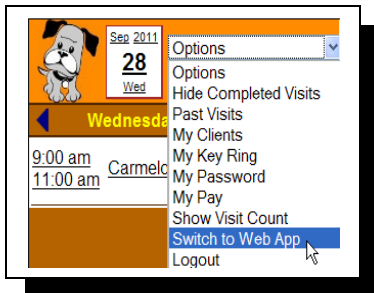 Sep 2011
28
Wed
Options
Options
Hide Completed Visits
Past Visits
My Clients
My Key Ring
My Password
My Pay
Show Visit Count
Switch to Web App
Logout
Wednesda
9:00 am
11:00 am
Carmelo